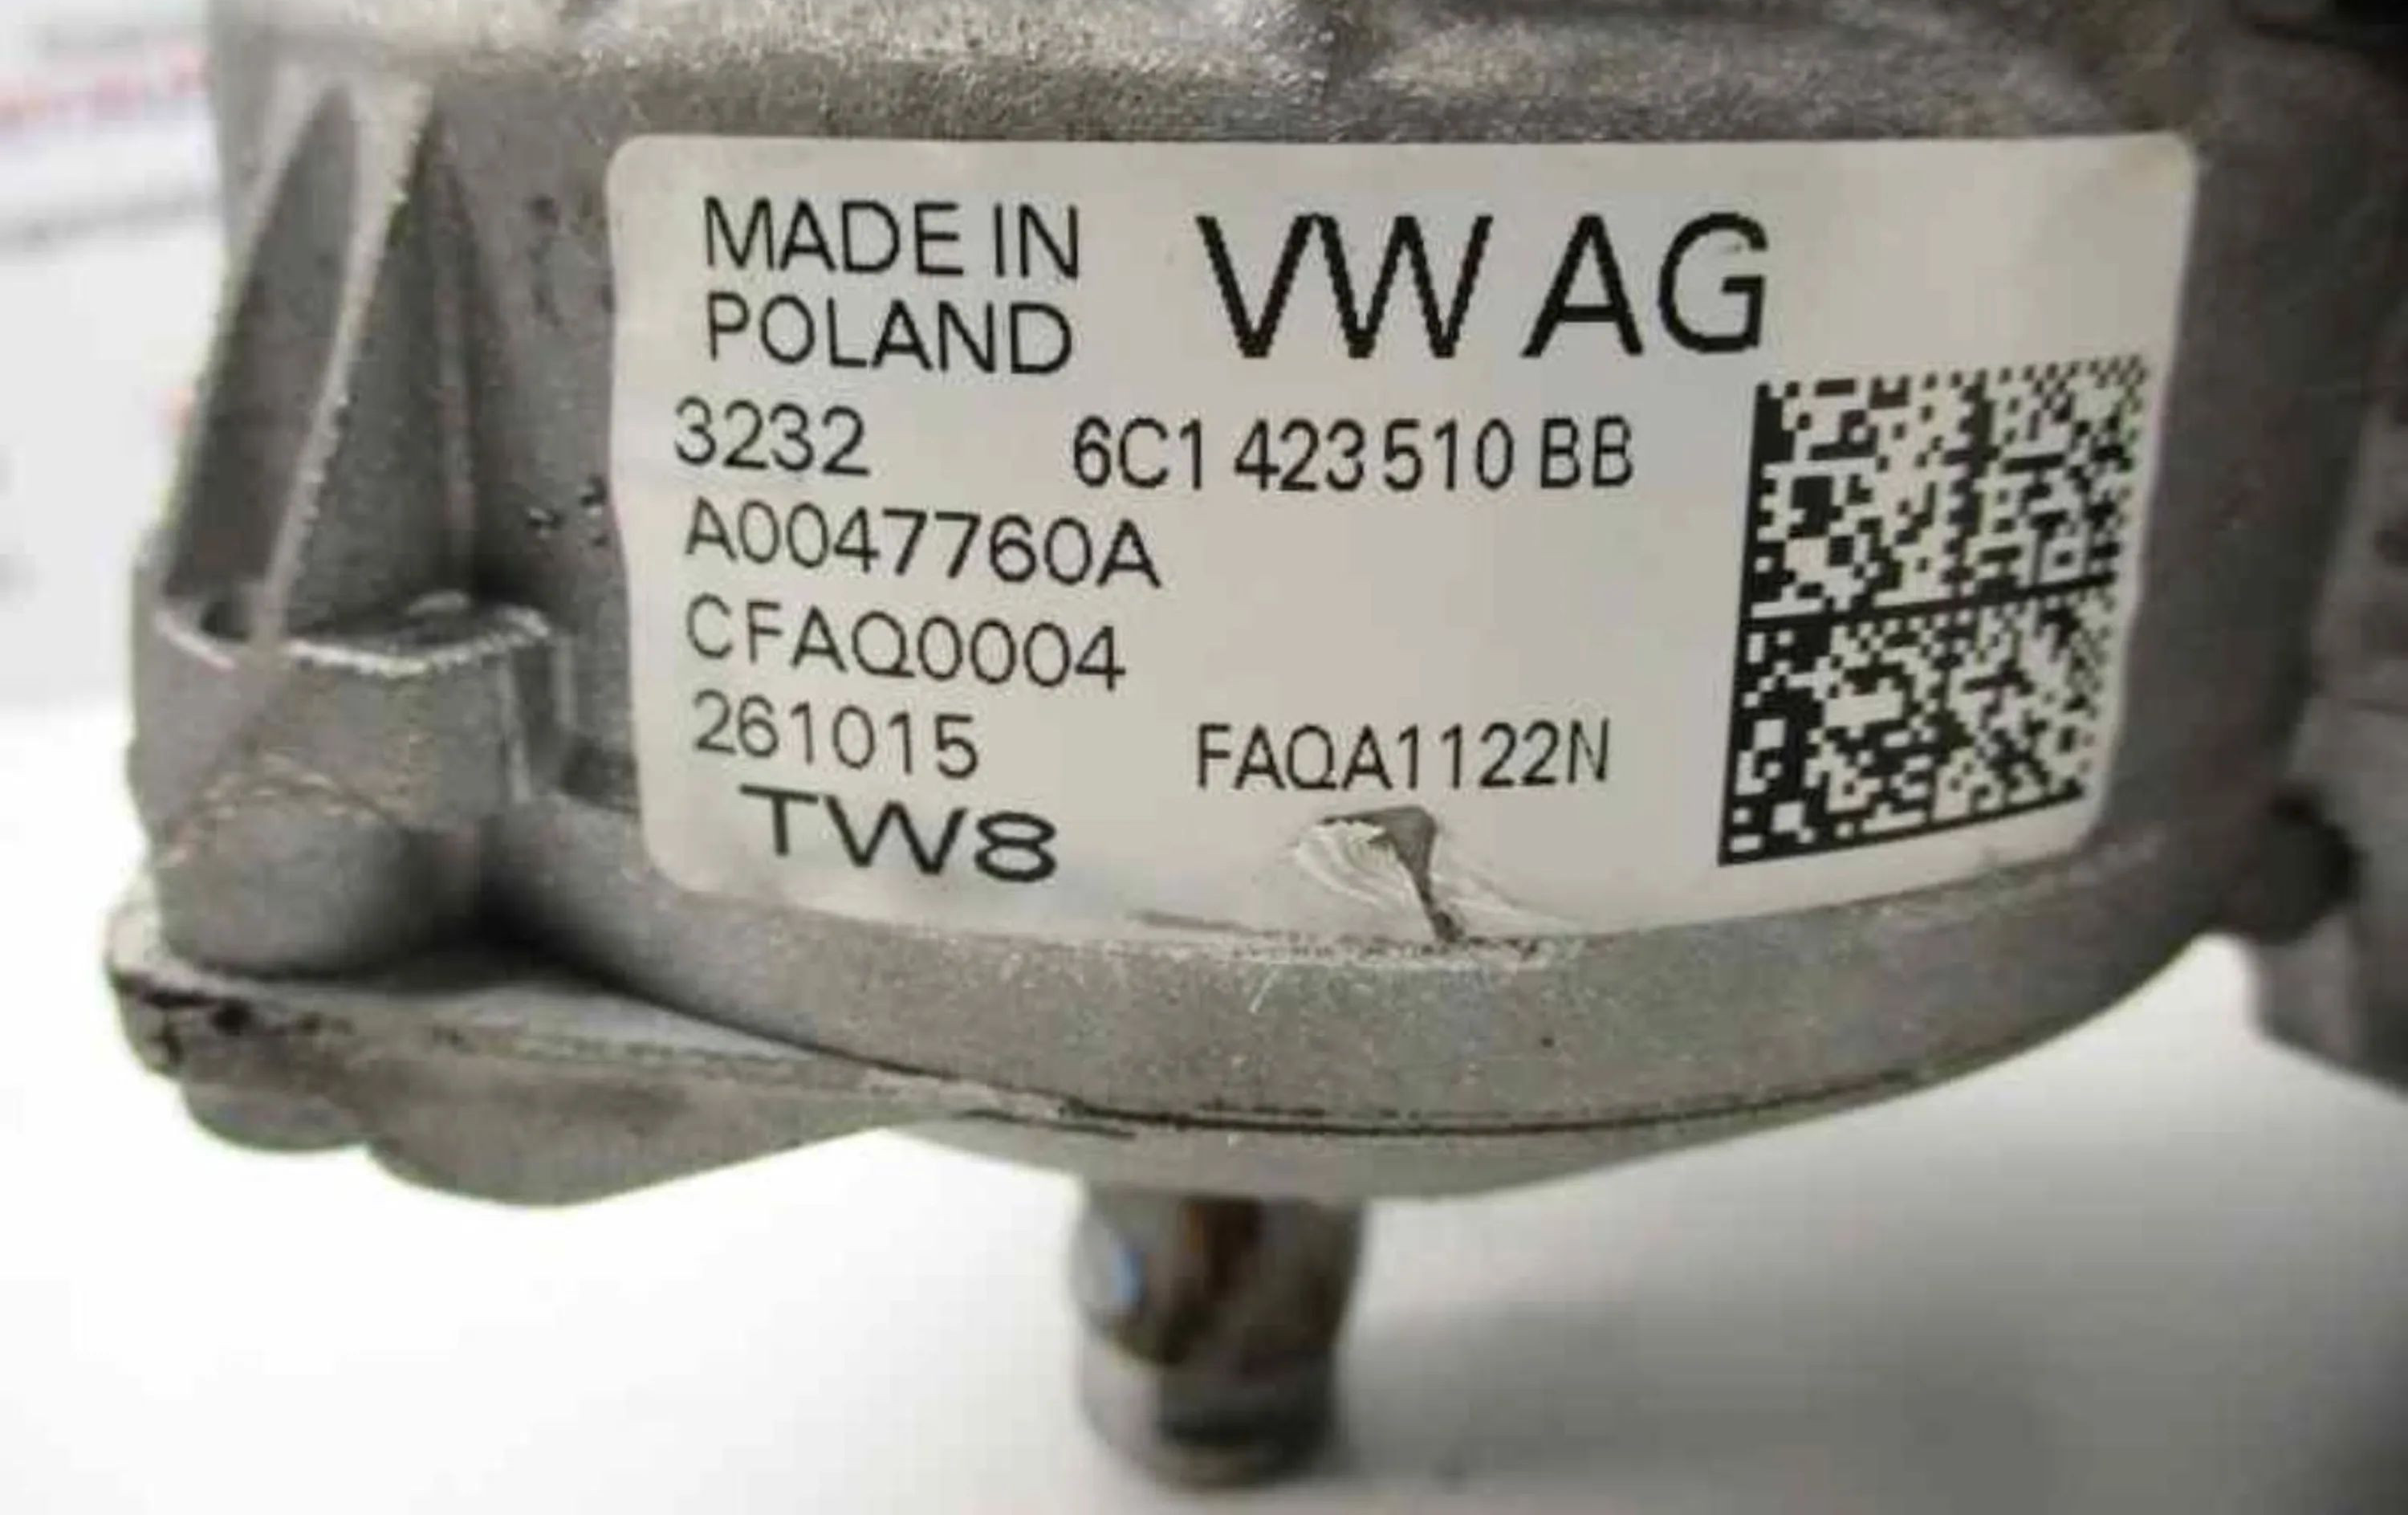 MADE IN
POLAND
VW AG
3232
6C1 423 510 BB
A0047760A
CFAQ0004
261015
FAQA1122N
TW8